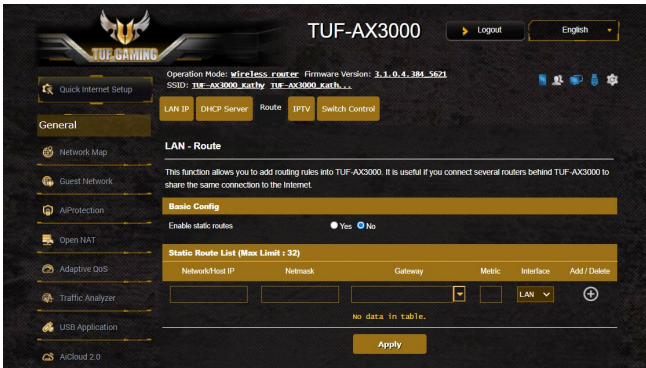 TUF-AX3000
Logout
English
TUF GAMING
Operation Mode: Wireless router Firmware Version: 3.1.0.4.384_5621
SSID: TUF-AX3000_Kathy TUF-AX3000_Kath...
Quick Internet Setup
LAN IP DHCP Server Route IPTV Switch Control
General
Network Map
Guest Network
AiProtection
Open NAT
Adaptive QoS
Traffic Analyzer
USB Application
AiCloud 2.0
LAN - Route
This function allows you to add routing rules into TUF-AX3000. It is useful if you connect several routers behind TUF-AX3000 to
share the same connection to the Internet.
Basic Config
Enable static routes Yes No
Static Route List (Max Limit : 32)
Network/Host IP Netmask Gateway Metric Interface Add / Delete
LAN
No data in table.
Apply